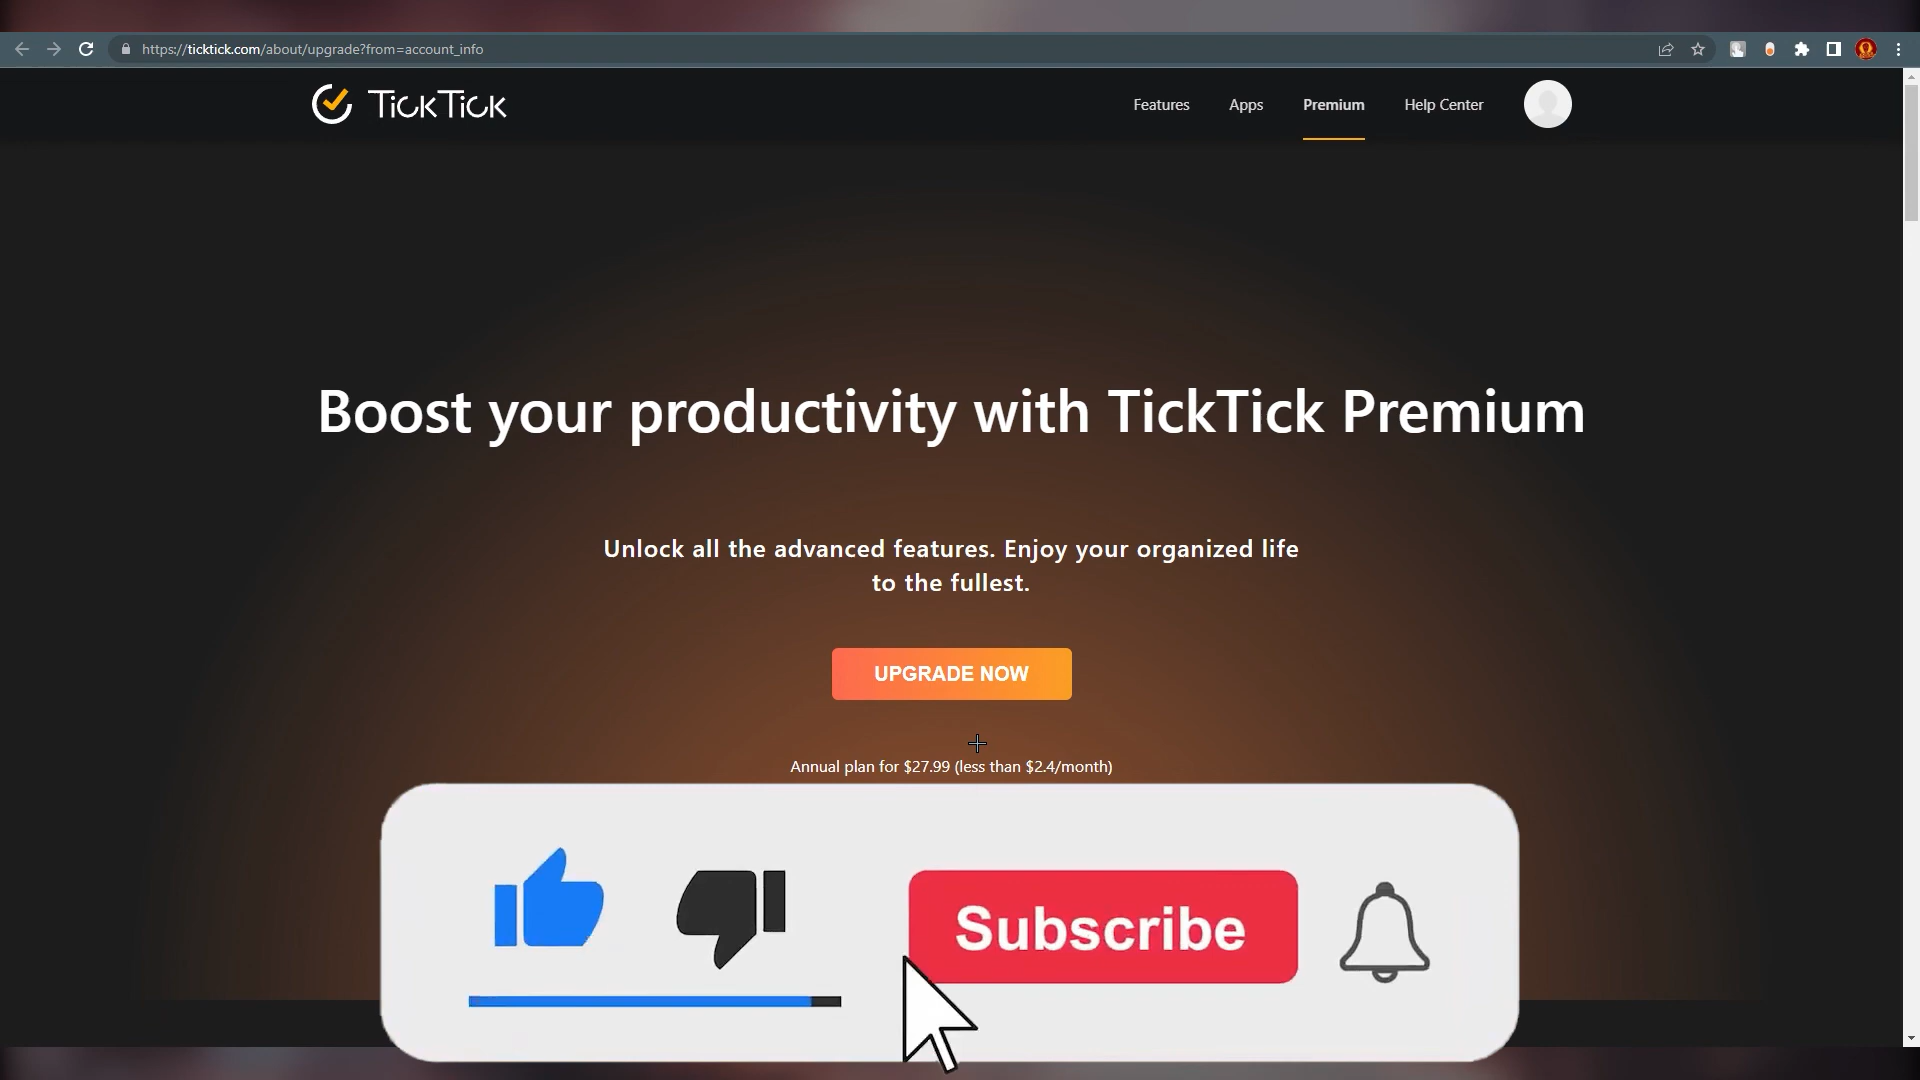 https://ticktick.com/about/upgrade?from=account_info
TickTick
Features
Apps
Premium
Help Center
Boost your productivity with TickTick Premium
Unlock all the advanced features. Enjoy your organized life
to the fullest.
UPGRADE NOW
Annual plan for $27.99 (less than $2.4/month)
Subscribe